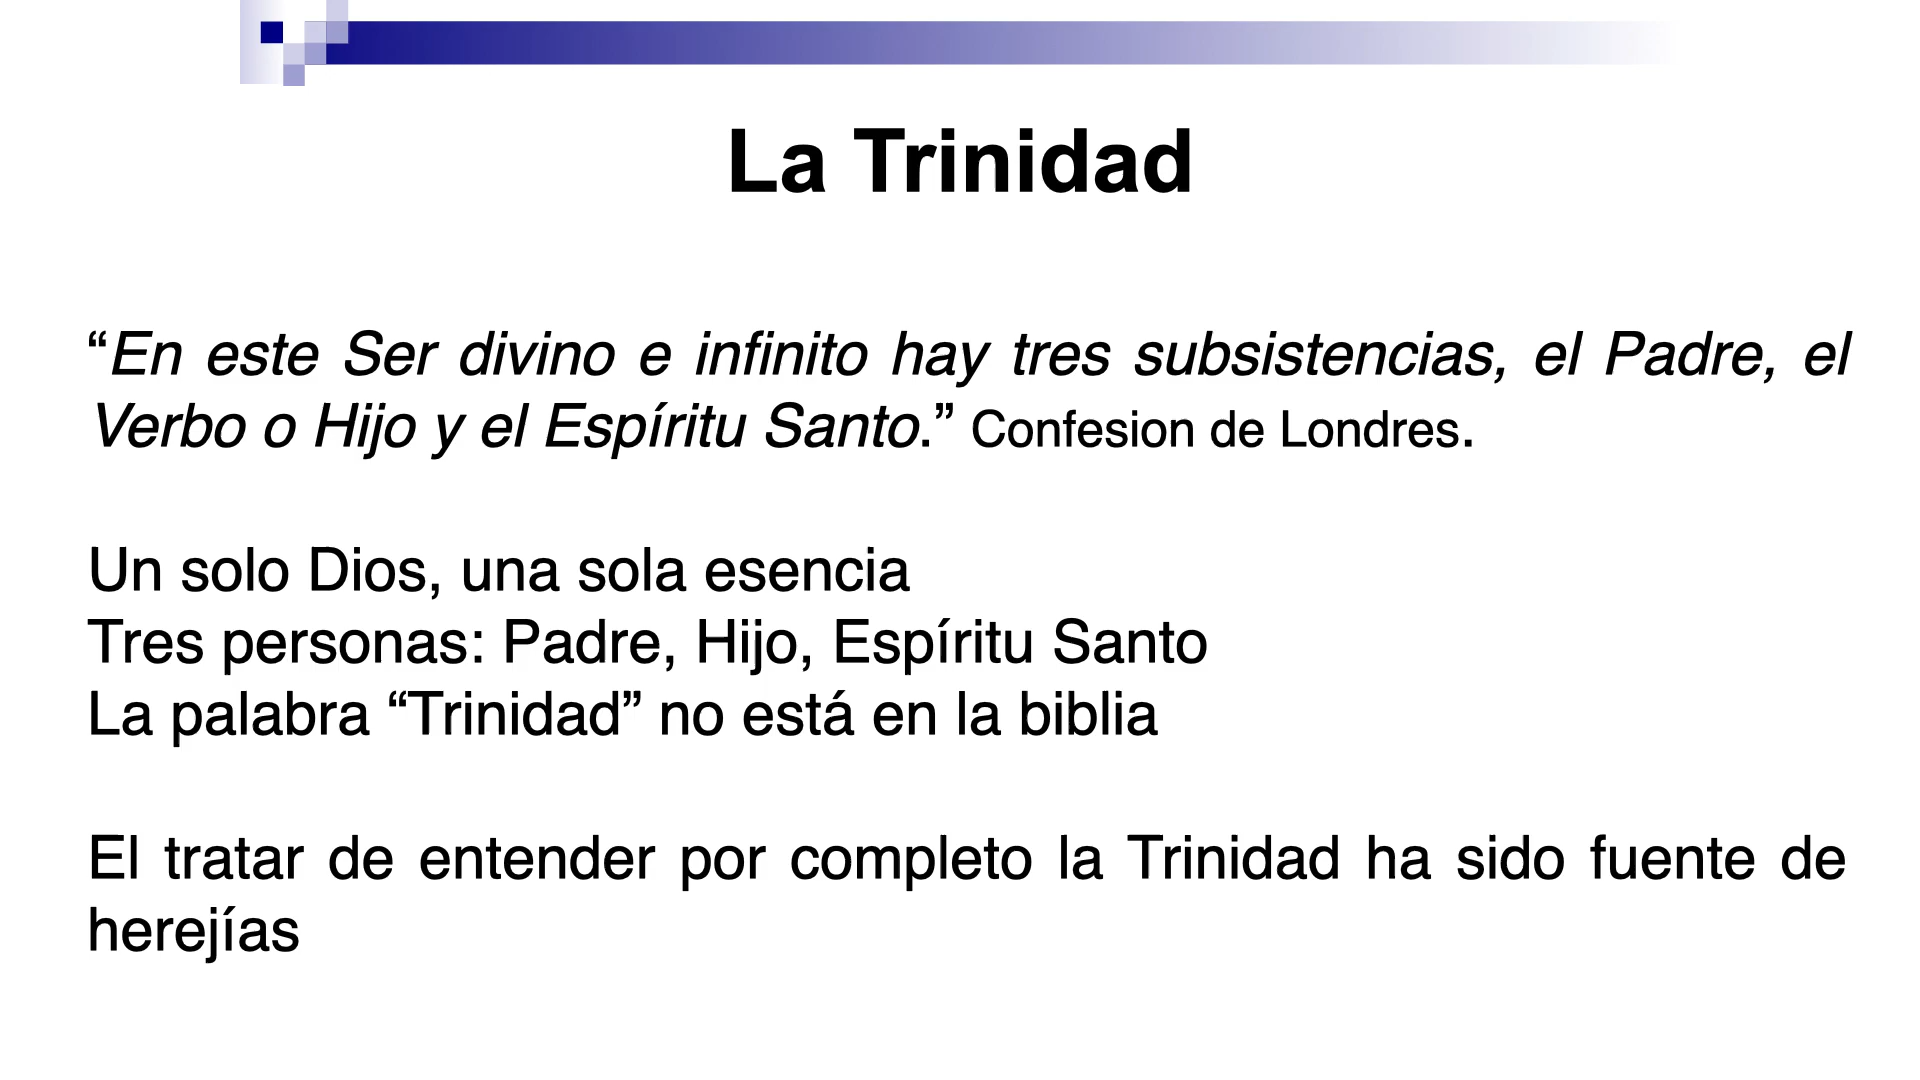 La Trinidad
“En este Ser divino e infinito hay tres subsistencias, el Padre, el
Verbo o Hijo y el Espíritu Santo.” Confesion de Londres.
Un solo Dios, una sola esencia
Tres personas: Padre, Hijo, Espíritu Santo
La palabra “Trinidad” no está en la biblia
El tratar de entender por completo la Trinidad ha sido fuente de
herejías